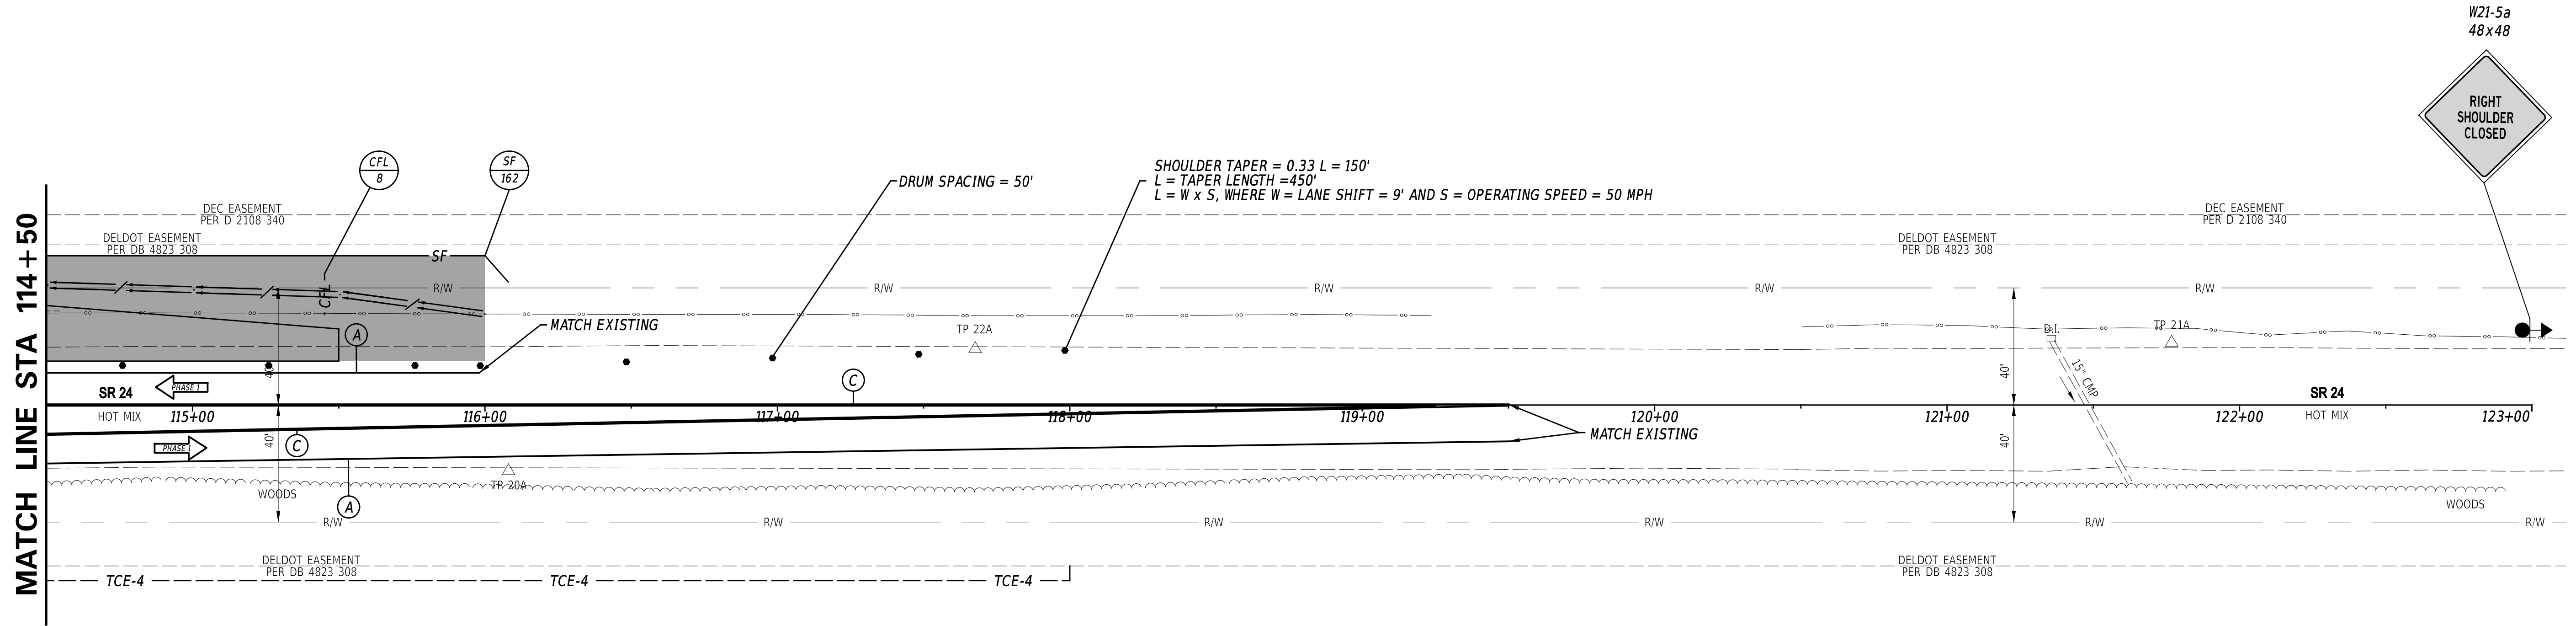 W21-5a
48x48
RIGHT
SHOULDER
CLOSED
CFL
8
SF
162
DRUM SPACING = 50'
SHOULDER TAPER = 0.33 L = 150'
L = TAPER LENGTH =450'
L = W x S, WHERE W = LANE SHIFT = 9' AND S = OPERATING SPEED = 50 MPH
DEC EASEMENT
PER D 2108 340
DEC EASEMENT
PER D 2108 340
DELDOT EASEMENT
PER DB 4823 308
DELDOT EASEMENT
PER DB 4823 308
MATCH LINE STA 114+50
SF
CFL
R/W
R/W
R/W
R/W
R/W
MATCH EXISTING
TP 22A
D.I.
TP 21A
A
15" CMP
40'
40'
PHASE 1
C
SR 24
SR 24
HOT MIX
115+00
116+00
117+00
118+00
119+00
120+00
121+00
122+00
HOT MIX
123+00
MATCH EXISTING
40'
40'
C
PHASE 1
TP 20A
WOODS
WOODS
A
R/W
R/W
R/W
R/W
R/W
R/W
DELDOT EASEMENT
PER DB 4823 308
DELDOT EASEMENT
PER DB 4823 308
TCE-4
TCE-4
TCE-4